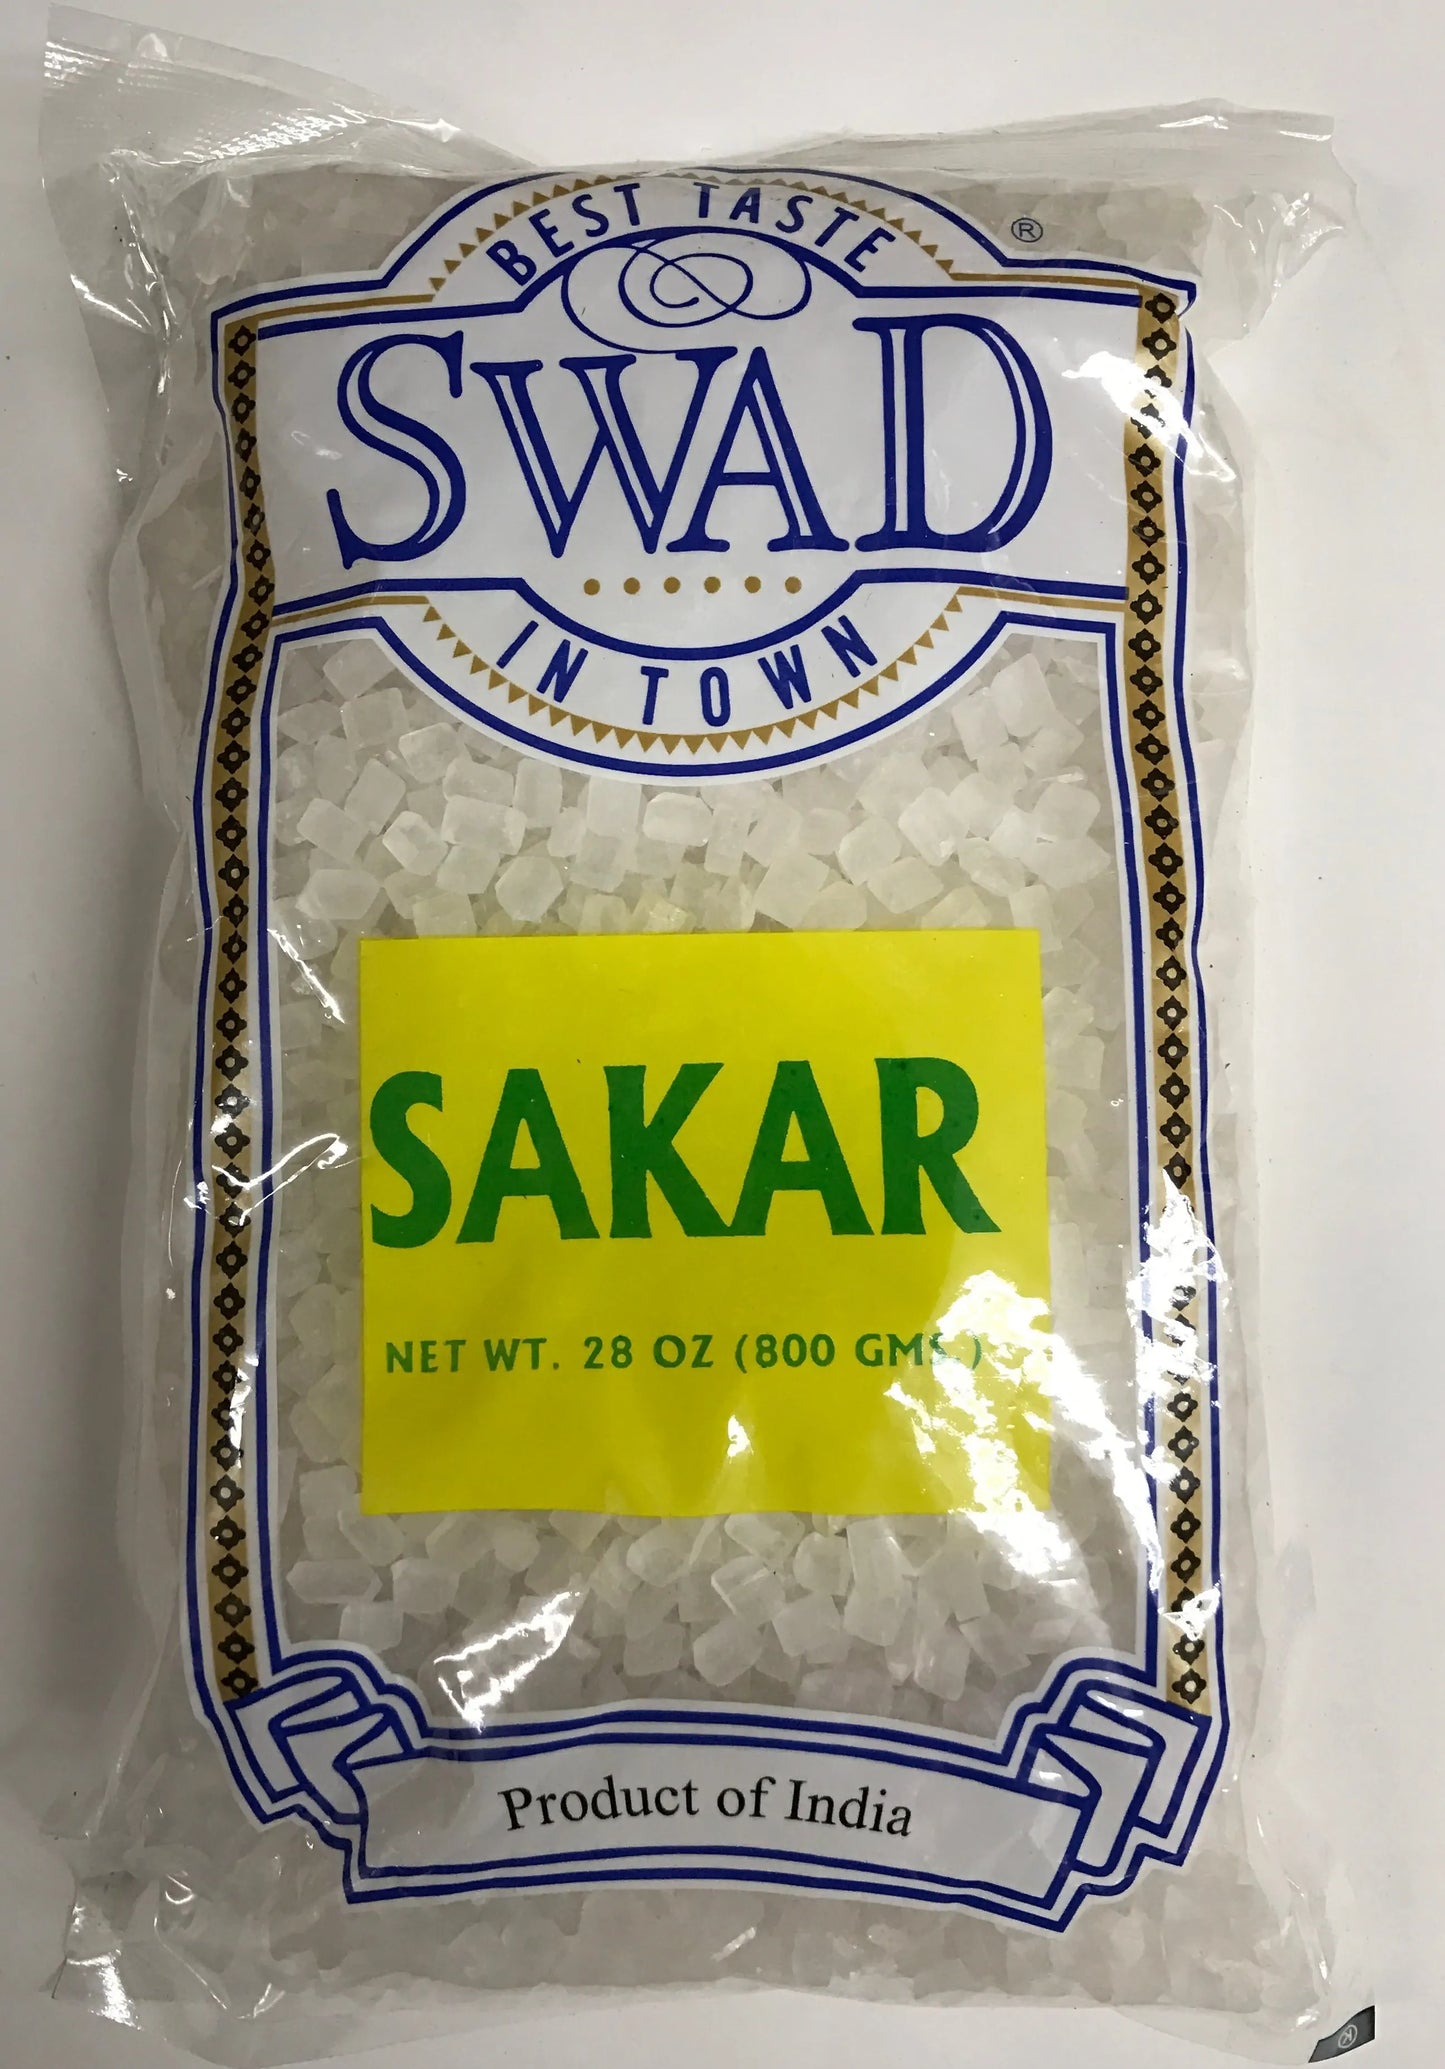 BEST TASTE
®
SWAD
IN TOWN
SAKAR
NET WT. 28 OZ (800 GMS.)
Product of India
K